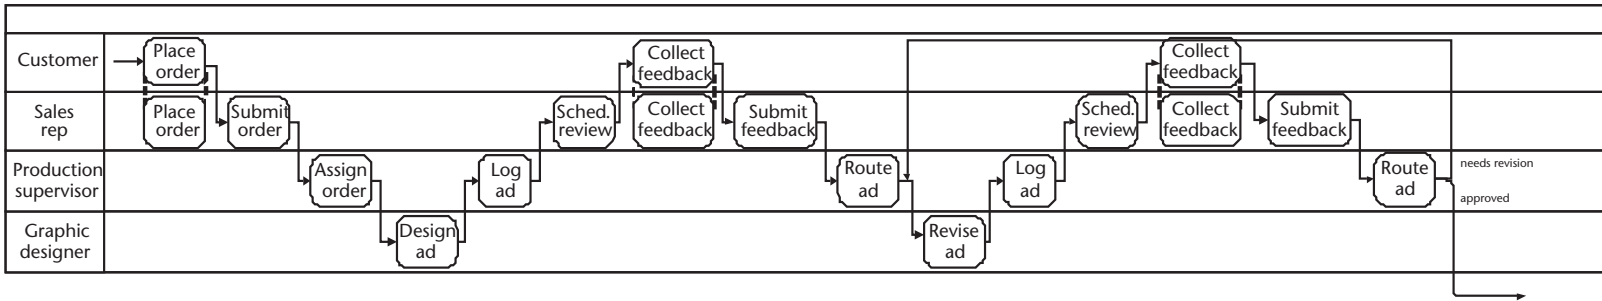 Customer
Place
order
Collect
feedback
Collect
feedback
Sales
rep
Place
order
Submit
order
Sched.
review
Collect
feedback
Submit
feedback
Sched.
review
Collect
feedback
Submit
feedback
Production
supervisor
Assign
order
Log
ad
Route
ad
Log
ad
Route
ad
needs revision
approved
Graphic
designer
Design
ad
Revise
ad